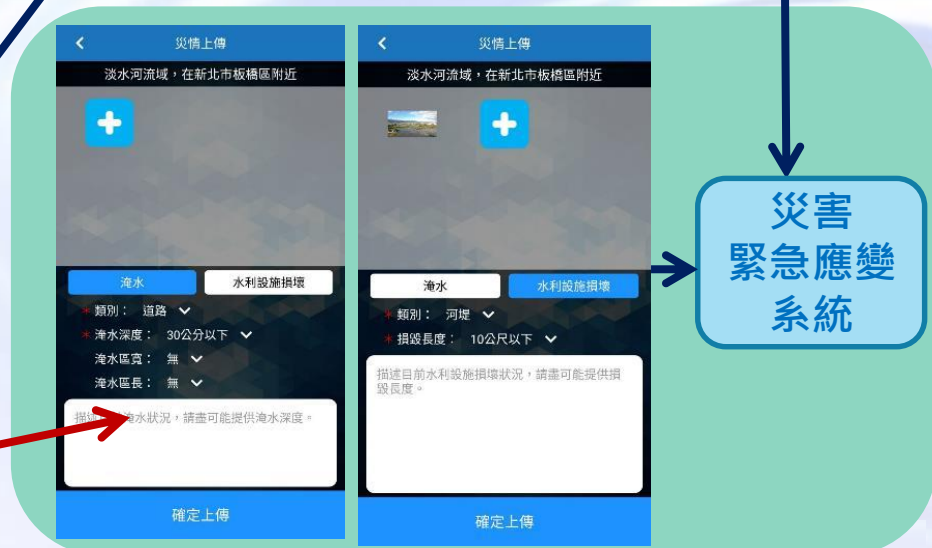 災情上傳
淡水河流域，在新北市板橋區附近
淹水
水利設施損壞
*類別： 道路
*淹水深度： 30公分以下
淹水區寬： 無
淹水區長： 無
描述 淹水狀況，請盡可能提供淹水深度。
確定上傳
災情上傳
淡水河流域，在新北市板橋區附近
淹水
水利設施損壞
*類別： 河堤
*損毀長度： 10公尺以下
描述目前水利設施損壞狀況，請盡可能提供損
毀長度。
確定上傳
災害
緊急應變
系統